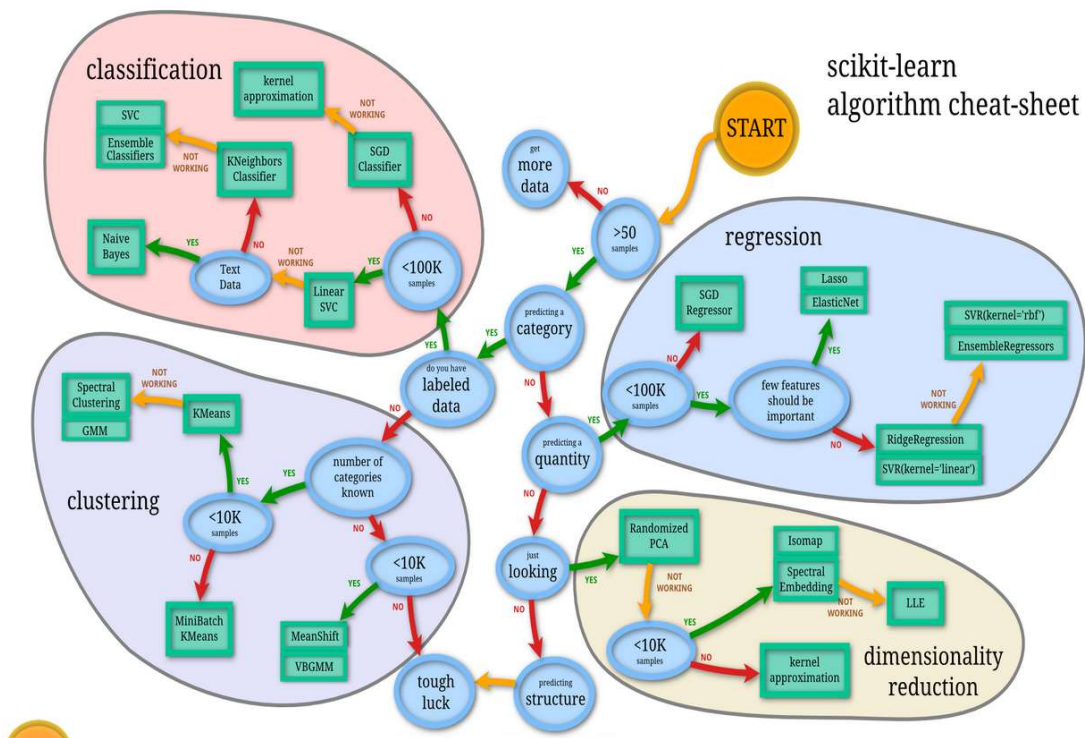 scikit-learn
algorithm cheat-sheet
START
classification
kernel
approximation
NOT
WORKING
SVC
Ensemble
Classifiers
NOT
WORKING
KNeighbors
Classifier
SGD
Classifier
NO
NO
Naive
Bayes
YES
Text
Data
NOT
WORKING
Linear
SVC
YES
<100K
samples
YES
get
more
data
NO
>50
samples
YES
predicting a
category
YES
do you have
labeled
data
NO
NO
predicting a
quantity
YES
NO
just
looking
YES
NO
predicting
structure
tough
luck
regression
SGD
Regressor
NO
<100K
samples
YES
Lasso
ElasticNet
YES
few features
should be
important
NO
SVR(kernel='rbf')
EnsembleRegressors
NOT
WORKING
RidgeRegression
SVR(kernel='linear')
clustering
Spectral
Clustering
GMM
NOT
WORKING
KMeans
YES
<10K
samples
YES
number of
categories
known
NO
NO
MiniBatch
KMeans
<10K
samples
YES
NO
MeanShift
VBGMM
dimensionality
reduction
Randomized
PCA
NOT
WORKING
<10K
samples
YES
NO
Isomap
Spectral
Embedding
NOT
WORKING
LLE
kernel
approximation